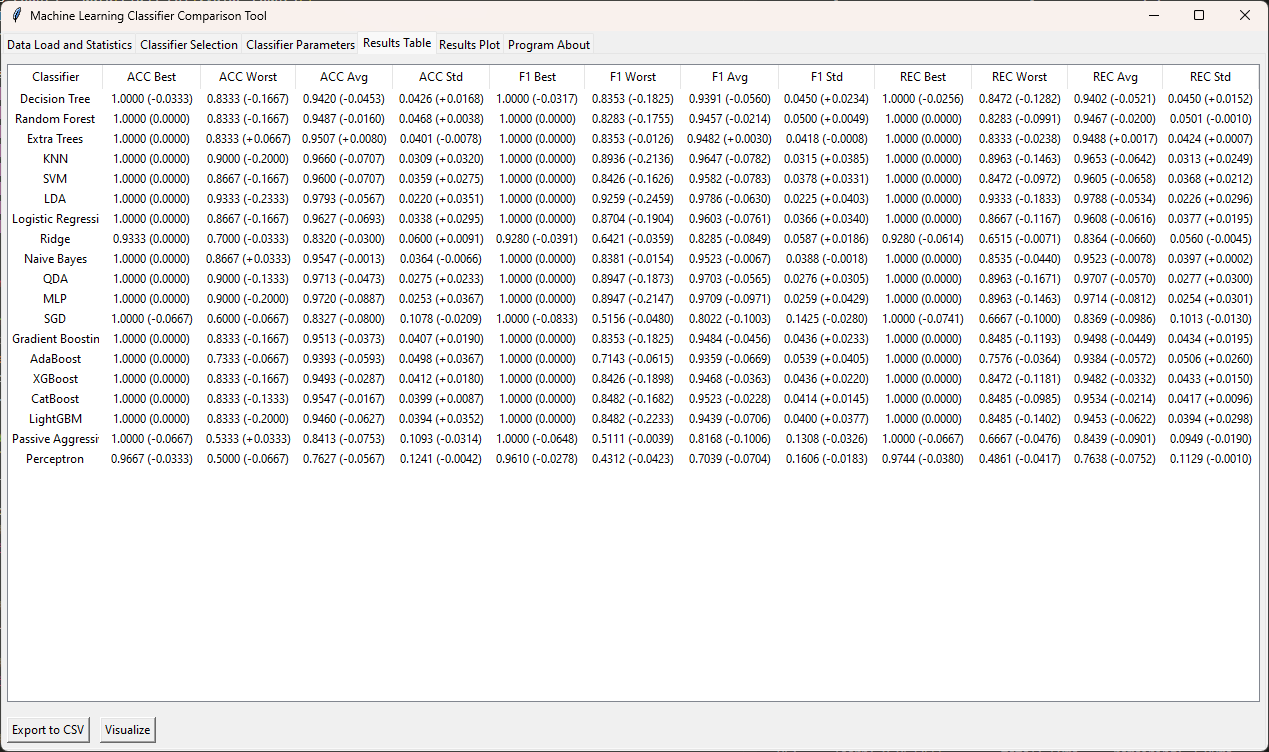 Machine Learning Classifier Comparison Tool
Data Load and Statistics Classifier Selection Classifier Parameters Results Table Results Plot Program About
Classifier ACC Best ACC Worst ACC Avg ACC Std F1 Best F1 Worst F1 Avg F1 Std REC Best REC Worst REC Avg REC Std
Decision Tree 1.0000 (-0.0333) 0.8333 (-0.1667) 0.9420 (-0.0453) 0.0426 (+0.0168) 1.0000 (-0.0317) 0.8353 (-0.1825) 0.9391 (-0.0560) 0.0450 (+0.0234) 1.0000 (-0.0256) 0.8472 (-0.1282) 0.9402 (-0.0521) 0.0450 (+0.0152)
Random Forest 1.0000 (0.0000) 0.8333 (-0.1667) 0.9487 (-0.0160) 0.0468 (+0.0038) 1.0000 (0.0000) 0.8283 (-0.1755) 0.9457 (-0.0214) 0.0500 (+0.0049) 1.0000 (0.0000) 0.8283 (-0.0991) 0.9467 (-0.0200) 0.0501 (-0.0010)
Extra Trees 1.0000 (0.0000) 0.8333 (+0.0667) 0.9507 (+0.0080) 0.0401 (-0.0078) 1.0000 (0.0000) 0.8353 (-0.0126) 0.9482 (+0.0030) 0.0418 (-0.0008) 1.0000 (0.0000) 0.8333 (-0.0238) 0.9488 (+0.0017) 0.0424 (+0.0007)
KNN 1.0000 (0.0000) 0.9000 (-0.2000) 0.9660 (-0.0707) 0.0309 (+0.0320) 1.0000 (0.0000) 0.8936 (-0.2136) 0.9647 (-0.0782) 0.0315 (+0.0385) 1.0000 (0.0000) 0.8963 (-0.1463) 0.9653 (-0.0642) 0.0313 (+0.0249)
SVM 1.0000 (0.0000) 0.8667 (-0.1667) 0.9600 (-0.0707) 0.0359 (+0.0275) 1.0000 (0.0000) 0.8426 (-0.1626) 0.9582 (-0.0783) 0.0378 (+0.0331) 1.0000 (0.0000) 0.8472 (-0.0972) 0.9605 (-0.0658) 0.0368 (+0.0212)
LDA 1.0000 (0.0000) 0.9333 (-0.2333) 0.9793 (-0.0567) 0.0220 (+0.0351) 1.0000 (0.0000) 0.9259 (-0.2459) 0.9786 (-0.0630) 0.0225 (+0.0403) 1.0000 (0.0000) 0.9333 (-0.1833) 0.9788 (-0.0534) 0.0226 (+0.0296)
Logistic Regressi 1.0000 (0.0000) 0.8667 (-0.1667) 0.9627 (-0.0693) 0.0338 (+0.0295) 1.0000 (0.0000) 0.8704 (-0.1904) 0.9603 (-0.0761) 0.0366 (+0.0340) 1.0000 (0.0000) 0.8667 (-0.1167) 0.9608 (-0.0616) 0.0377 (+0.0195)
Ridge 0.9333 (0.0000) 0.7000 (-0.0333) 0.8320 (-0.0300) 0.0600 (+0.0091) 0.9280 (-0.0391) 0.6421 (-0.0359) 0.8285 (-0.0849) 0.0587 (+0.0186) 0.9280 (-0.0614) 0.6515 (-0.0071) 0.8364 (-0.0660) 0.0560 (-0.0045)
Naive Bayes 1.0000 (0.0000) 0.8667 (+0.0333) 0.9547 (-0.0013) 0.0364 (-0.0066) 1.0000 (0.0000) 0.8381 (-0.0154) 0.9523 (-0.0067) 0.0388 (-0.0018) 1.0000 (0.0000) 0.8535 (-0.0440) 0.9523 (-0.0078) 0.0397 (+0.0002)
QDA 1.0000 (0.0000) 0.9000 (-0.1333) 0.9713 (-0.0473) 0.0275 (+0.0233) 1.0000 (0.0000) 0.8947 (-0.1873) 0.9703 (-0.0565) 0.0276 (+0.0305) 1.0000 (0.0000) 0.8963 (-0.1671) 0.9707 (-0.0570) 0.0277 (+0.0300)
MLP 1.0000 (0.0000) 0.9000 (-0.2000) 0.9720 (-0.0887) 0.0253 (+0.0367) 1.0000 (0.0000) 0.8947 (-0.2147) 0.9709 (-0.0971) 0.0259 (+0.0429) 1.0000 (0.0000) 0.8963 (-0.1463) 0.9714 (-0.0812) 0.0254 (+0.0301)
SGD 1.0000 (-0.0667) 0.6000 (-0.0667) 0.8327 (-0.0800) 0.1078 (-0.0209) 1.0000 (-0.0833) 0.5156 (-0.0480) 0.8022 (-0.1003) 0.1425 (-0.0280) 1.0000 (-0.0741) 0.6667 (-0.1000) 0.8369 (-0.0986) 0.1013 (-0.0130)
Gradient Boostin 1.0000 (0.0000) 0.8333 (-0.1667) 0.9513 (-0.0373) 0.0407 (+0.0190) 1.0000 (0.0000) 0.8353 (-0.1825) 0.9484 (-0.0456) 0.0436 (+0.0233) 1.0000 (0.0000) 0.8485 (-0.1193) 0.9498 (-0.0449) 0.0434 (+0.0195)
AdaBoost 1.0000 (0.0000) 0.7333 (-0.0667) 0.9393 (-0.0593) 0.0498 (+0.0367) 1.0000 (0.0000) 0.7143 (-0.0615) 0.9359 (-0.0669) 0.0539 (+0.0405) 1.0000 (0.0000) 0.7576 (-0.0364) 0.9384 (-0.0572) 0.0506 (+0.0260)
XGBoost 1.0000 (0.0000) 0.8333 (-0.1667) 0.9493 (-0.0287) 0.0412 (+0.0180) 1.0000 (0.0000) 0.8426 (-0.1898) 0.9468 (-0.0363) 0.0436 (+0.0220) 1.0000 (0.0000) 0.8472 (-0.1181) 0.9482 (-0.0332) 0.0433 (+0.0150)
CatBoost 1.0000 (0.0000) 0.8333 (-0.1333) 0.9547 (-0.0167) 0.0399 (+0.0087) 1.0000 (0.0000) 0.8482 (-0.1682) 0.9523 (-0.0228) 0.0414 (+0.0145) 1.0000 (0.0000) 0.8485 (-0.0985) 0.9534 (-0.0214) 0.0417 (+0.0096)
LightGBM 1.0000 (0.0000) 0.8333 (-0.2000) 0.9460 (-0.0627) 0.0394 (+0.0352) 1.0000 (0.0000) 0.8482 (-0.2233) 0.9439 (-0.0706) 0.0400 (+0.0377) 1.0000 (0.0000) 0.8485 (-0.1402) 0.9453 (-0.0622) 0.0394 (+0.0298)
Passive Aggressi 1.0000 (-0.0667) 0.5333 (+0.0333) 0.8413 (-0.0753) 0.1093 (-0.0314) 1.0000 (-0.0648) 0.5111 (-0.0039) 0.8168 (-0.1006) 0.1308 (-0.0326) 1.0000 (-0.0667) 0.6667 (-0.0476) 0.8439 (-0.0901) 0.0949 (-0.0190)
Perceptron 0.9667 (-0.0333) 0.5000 (-0.0667) 0.7627 (-0.0567) 0.1241 (-0.0042) 0.9610 (-0.0278) 0.4312 (-0.0423) 0.7039 (-0.0704) 0.1606 (-0.0183) 0.9744 (-0.0380) 0.4861 (-0.0417) 0.7638 (-0.0752) 0.1129 (-0.0010)
Export to CSV Visualize